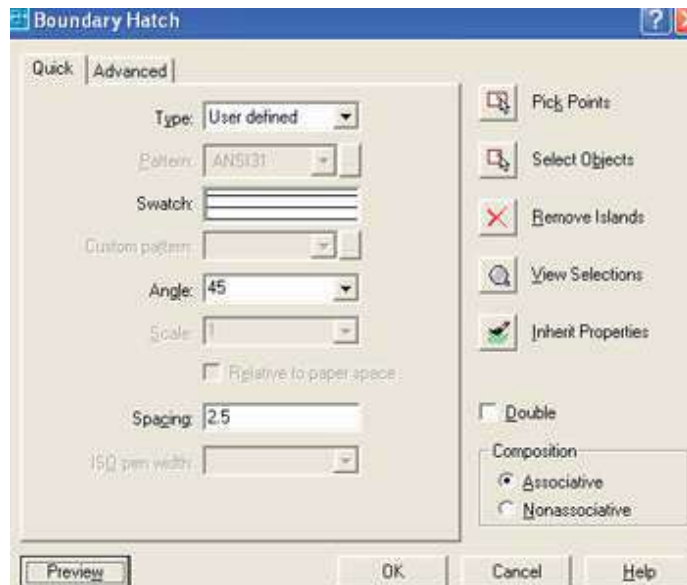 Boundary Hatch
Quick
Advanced
Type: User defined
Pattern: ANSI31
Swatch:
Custom pattern:
Angle: 45
Scale: 1
Relative to paper space
Spacing: 2.5
ISO pen width:
Pick Points
Select Objects
Remove Islands
View Selections
Inherit Properties
Double
Composition
Associative
Nonassociative
Preview
OK
Cancel
Help